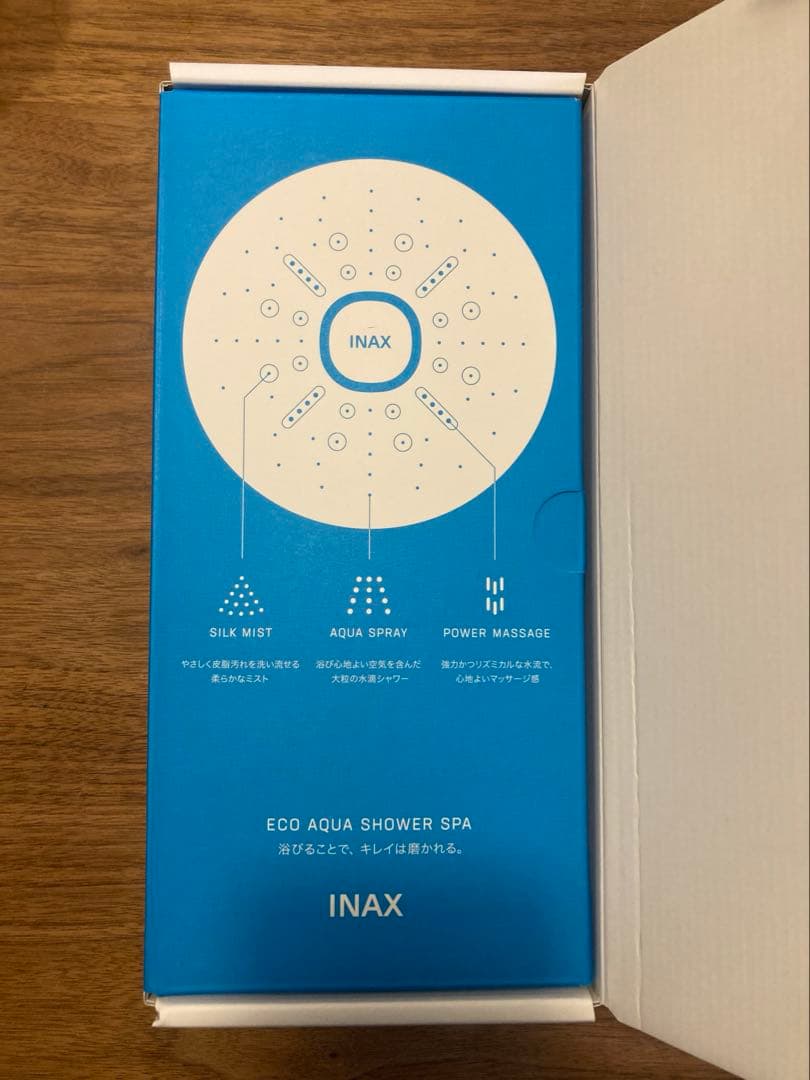 INAX
SILK MIST
やさしく皮脂汚れを洗い流せる
柔らかなミスト
AQUA SPRAY
浴び心地よい空気を含んだ
大粒の水滴シャワー
POWER MASSAGE
強力かつリズミカルな水流で、
心地よいマッサージ感
ECO AQUA SHOWER SPA
浴びることで、キレイは磨かれる。
INAX